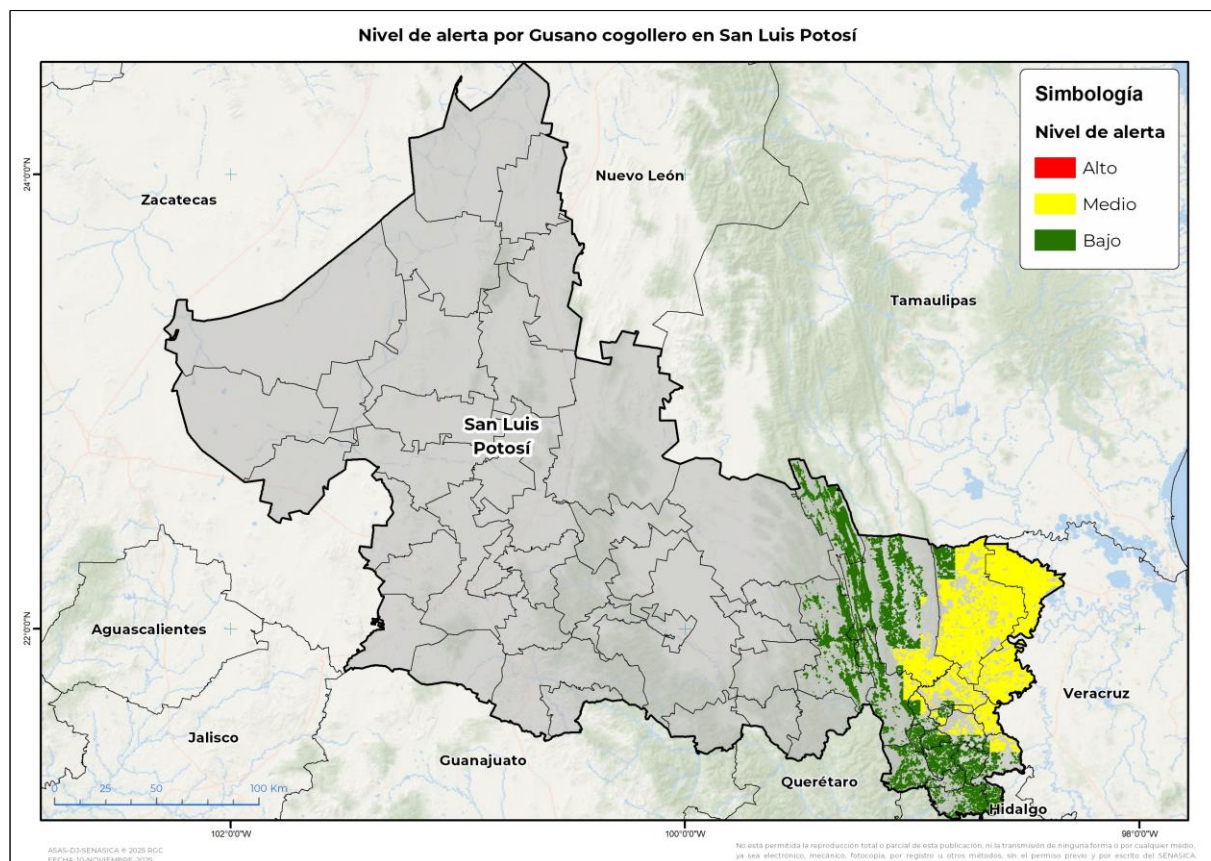 Nivel de alerta por Gusano cogollero en San Luis Potosí
Simbología
Nivel de alerta
Alto
Medio
Bajo
24°0'0"N
22°0'0"N
Zacatecas
Nuevo León
Tamaulipas
San Luis
Potosí
Aguascalientes
Veracruz
Jalisco
Guanajuato
Querétaro
Hidalgo
0 25 50 100 Km
102°0'0"W
100°0'0"W
98°0'0"W
ASAS-DJ-SENASICA ® 2025 RGC
FECHA: 10-NOVIEMBRE-2025
No está permitida la reproducción total o parcial de esta publicación, ni la transmisión de ninguna forma o por cualquier medio,
ya sea electrónico, mecánico, fotocopia, por registro u otros métodos, sin el permiso previo y por escrito del SENASICA.